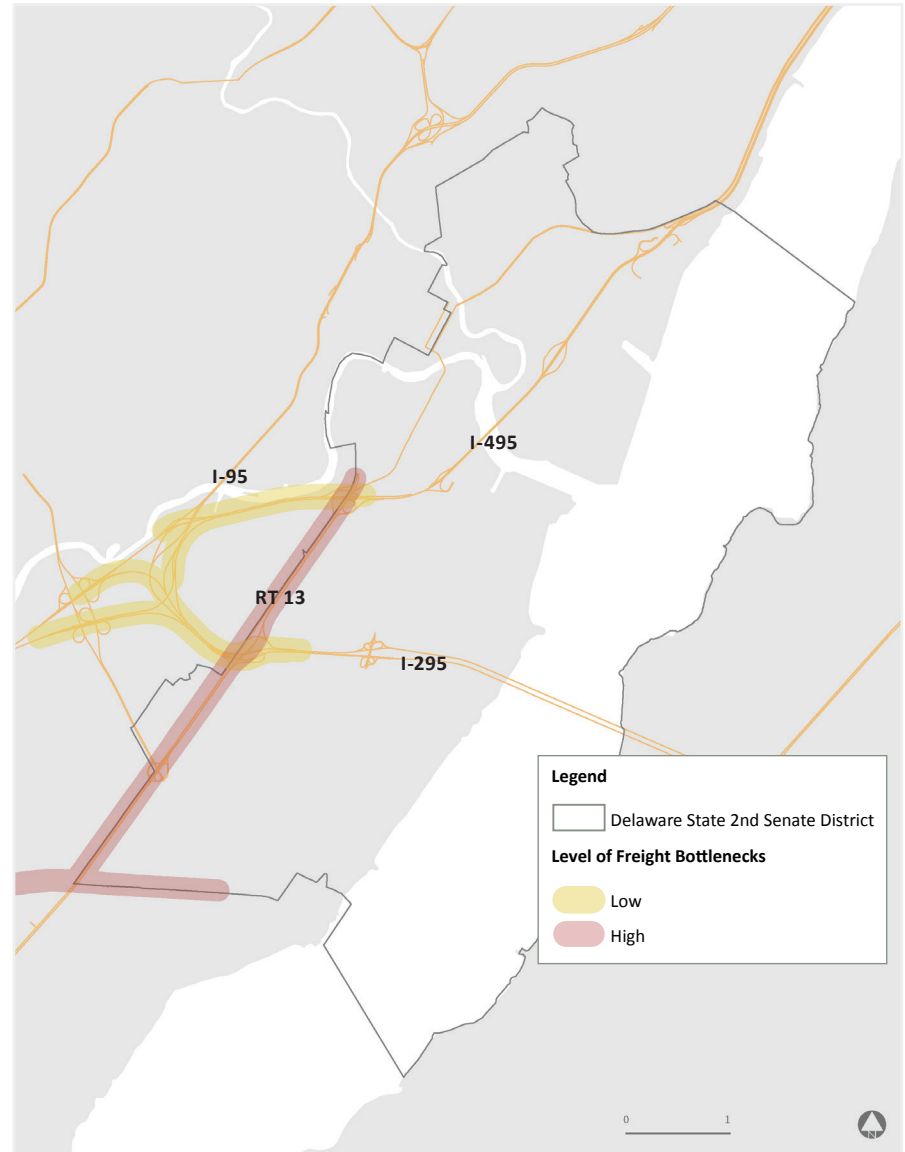 I-495
I-95
RT 13
I-295
Legend
Delaware State 2nd Senate District
Level of Freight Bottlenecks
Low
High
0 1
N